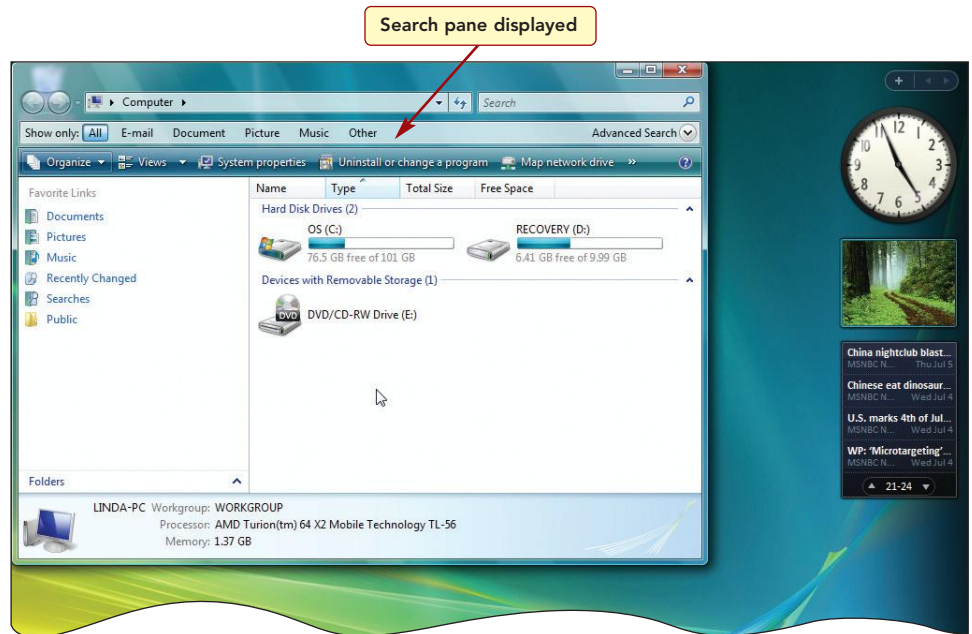 Search pane displayed
Computer
Search
Show only: All E-mail Document Picture Music Other Advanced Search
Organize Views System properties Uninstall or change a program Map network drive »
Favorite Links
Documents
Pictures
Music
Recently Changed
Searches
Public
Folders
Name Type Total Size Free Space
Hard Disk Drives (2)
OS (C:)
76.5 GB free of 101 GB
RECOVERY (D:)
6.41 GB free of 9.99 GB
Devices with Removable Storage (1)
DVD
DVD/CD-RW Drive (E:)
LINDA-PC Workgroup: WORKGROUP
Processor: AMD Turion(tm) 64 X2 Mobile Technology TL-56
Memory: 1.37 GB
11 12 1
10 2
9 3
8 4
7 6 5
China nightclub blast...
MSNBC N... Thu Jul 5
Chinese eat dinosaur...
MSNBC N... Wed Jul 4
U.S. marks 4th of Jul...
MSNBC N... Wed Jul 4
WP: 'Microtargeting'...
MSNBC N... Wed Jul 4
21-24